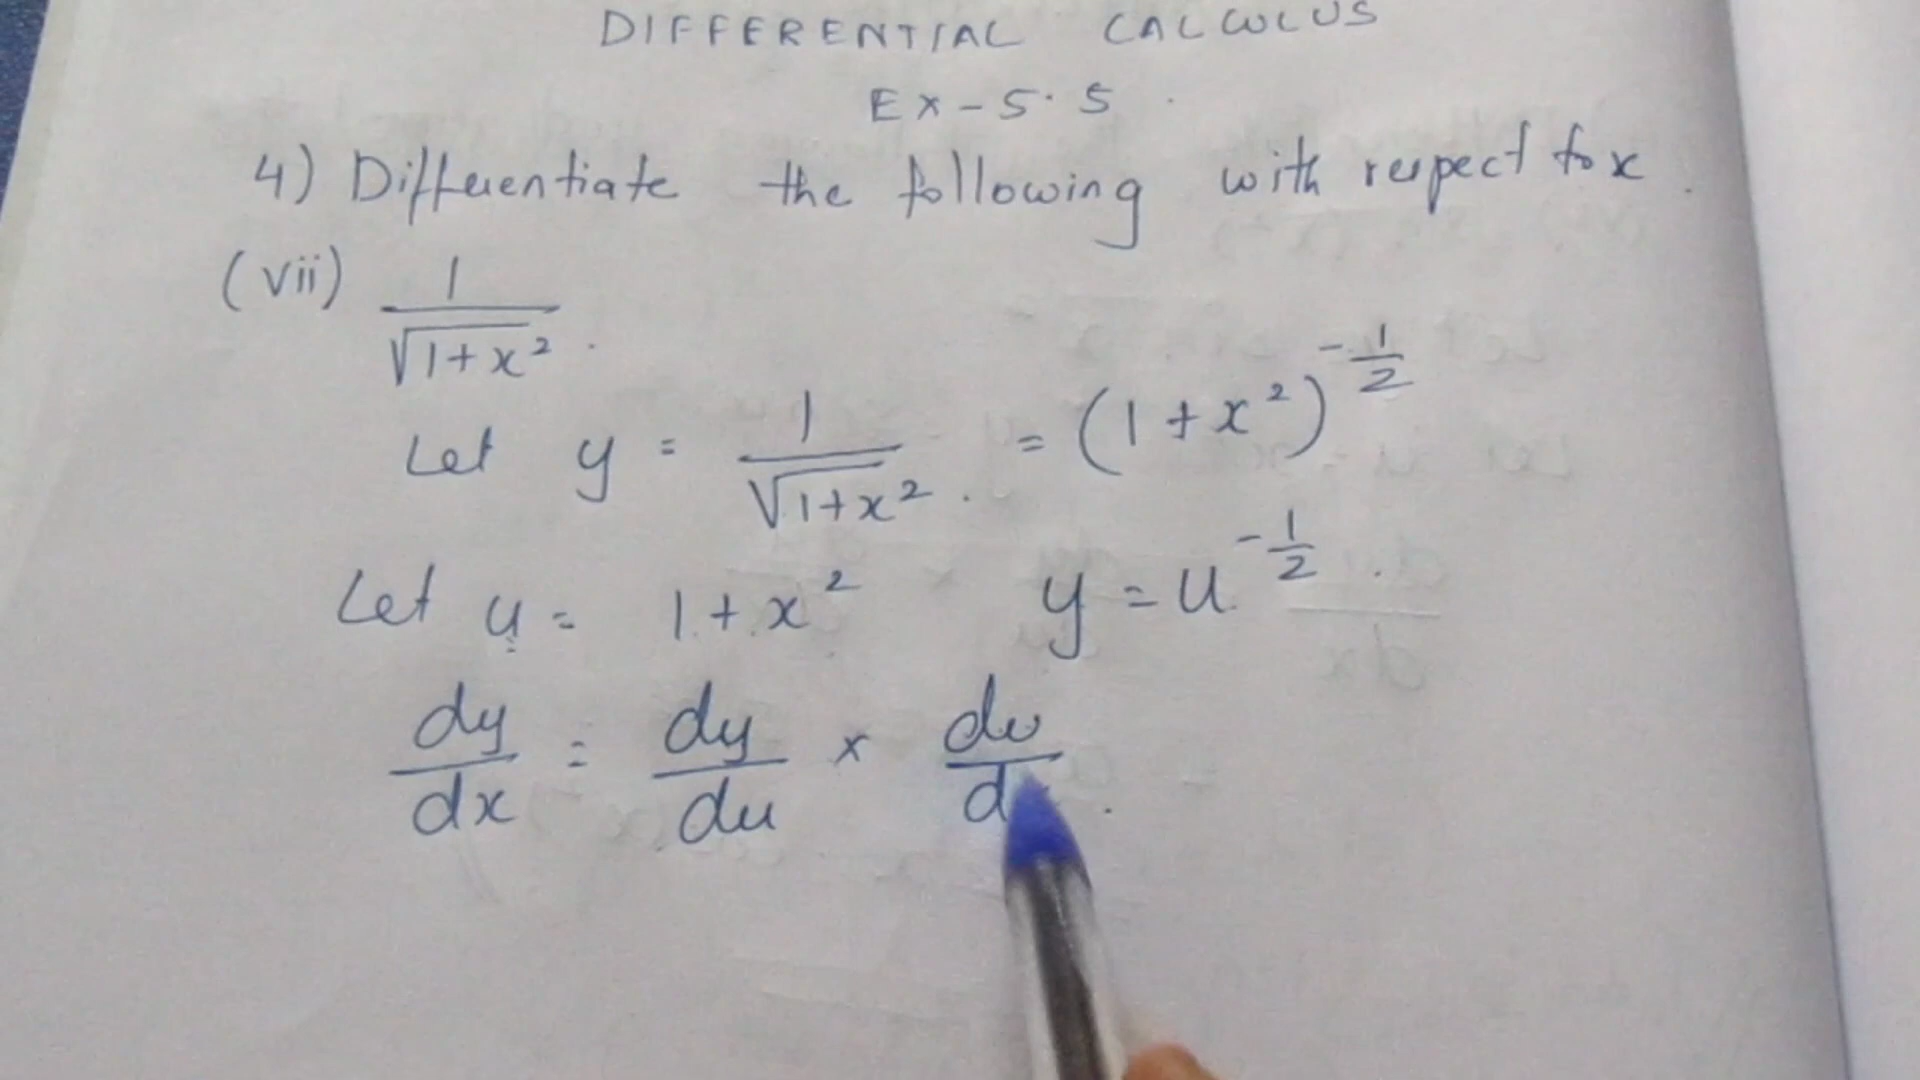 DIFFERENTIAL CALCULUS
Ex-5.5
4) Differentiate the following with respect to x.
(vii) 1/√1+x².
Let y = 1/√1+x². = (1+x²)^-1/2
Let u = 1+x² y = u^-1/2.
dy/dx = dy/du × du/d